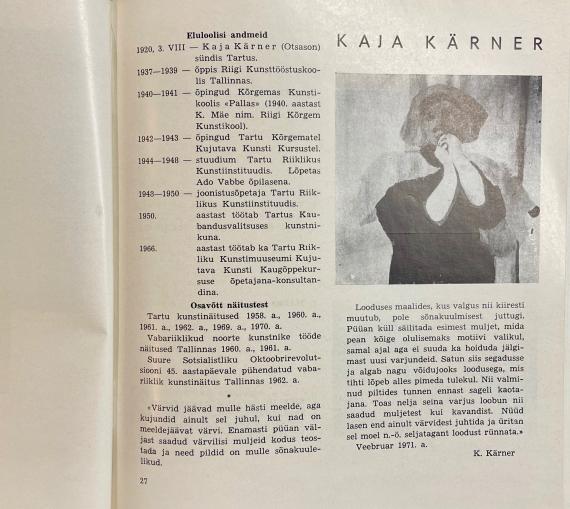 KAJA KÄRNER
Eluloolisi andmeid
1920, 3. VIII — Kaja Kärner (Otsason)
sündis Tartus.
1937—1939 — õppis Riigi Kunsttööstuskoo-
lis Tallinnas.
1940—1941 — õpingud Kõrgemas Kunsti-
koolis «Pallas» (1940. aastast
K. Mäe nim. Riigi Kõrgem
Kunstikool).
1942—1943 — õpingud Tartu Kõrgematel
Kujutava Kunsti Kursustel.
1944—1948 — stuudium Tartu Riiklikus
Kunstiinstituudis. Lõpetas
Ado Vabbe õpilasena.
1948—1950 — joonistusõpetaja Tartu Riik-
likus Kunstiinstituudis.
1950. aastast töötab Tartus Kau-
bandusvalitsuses kunstni-
kuna.
1966. aastast töötab ka Tartu Riik-
liku Kunstimuuseumi Kuju-
tava Kunsti Kaugõppekur-
suse õpetajana-konsultan-
dina.
Osavõtt näitustest
Tartu kunstinäitused 1958. a., 1960. a.,
1961. a., 1962. a., 1969. a., 1970. a.
Vabariiklikud noorte kunstnike tööde
näitused Tallinnas 1960. a., 1961. a.
Suure Sotsialistliku Oktoobrirevolut-
siooni 45. aastapäevale pühendatud vaba-
riiklik kunstinäitus Tallinnas 1962. a.
*
«Värvid jäävad mulle hästi meelde, aga
kujundid ainult sel juhul, kui nad on
meeldejäävat värvi. Enamasti püüan väl-
jast saadud värvilisi muljeid kodus teos-
tada ja need pildid on mulle sõnakuule-
likud.
27
Looduses maalides, kus valgus nii kiiresti
muutub, pole sõnakuulmisest juttugi.
Püüan küll säilitada esimest muljet, mida
pean kõige olulisemaks motiivi valikul,
samal ajal aga ei suuda ka hoiduda jälgi-
mast uusi varjundeid. Satun siis segadusse
ja algab nagu võidujooks loodusega, mis
tihti lõpeb alles pimeda tulekul. Nii valmi-
nud piltides tunnen ennast sageli kaota-
jana. Toas nelja seina varjus loobun nii
saadud muljetest kui kavandist. Nüüd
lasen end ainult värvidest juhtida ja üritan
sel moel n.-ö. seljatagant loodust rünnata.»
Veebruar 1971. a.
K. Kärner